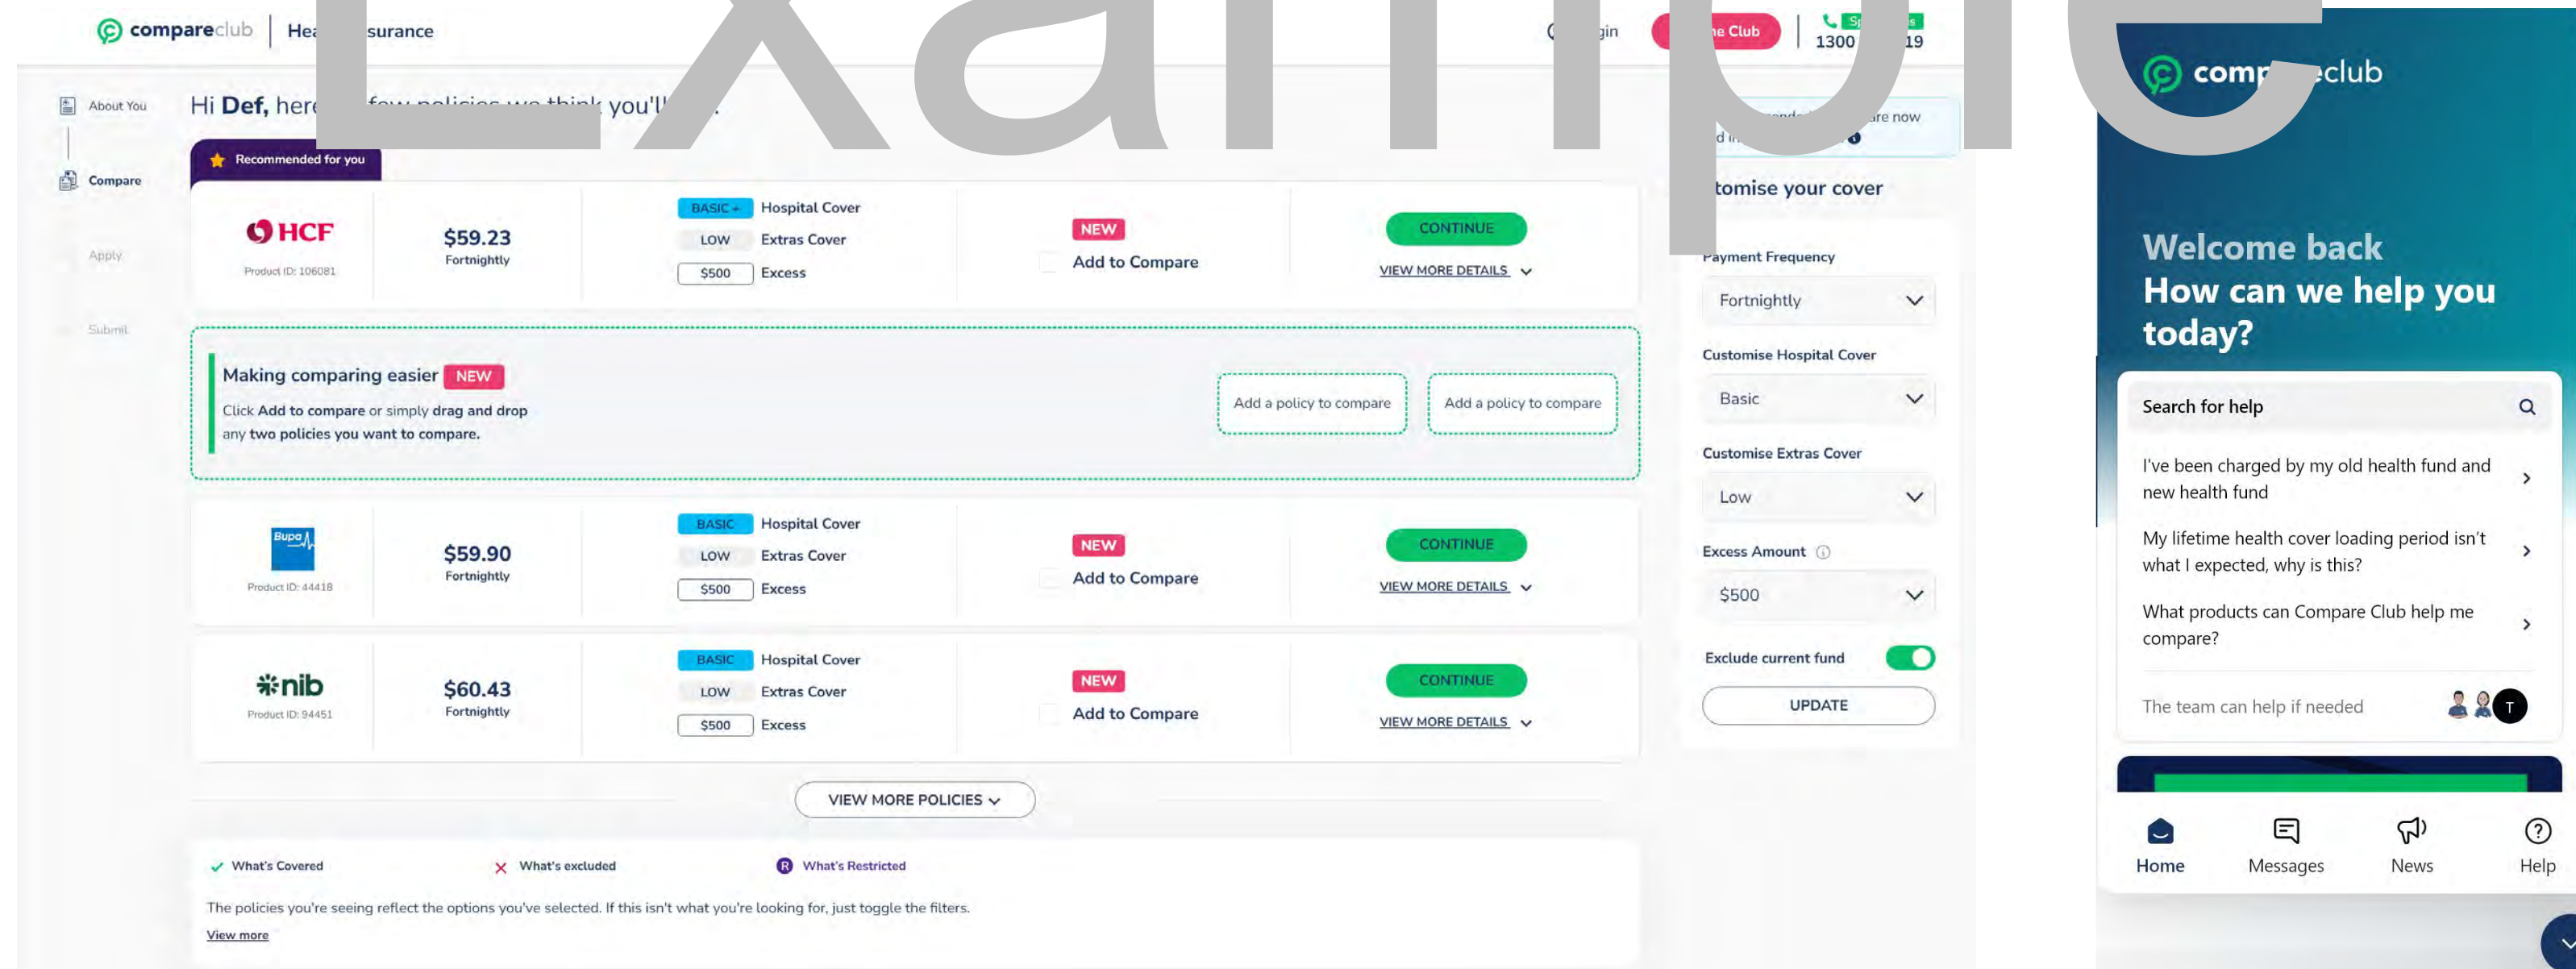 Example
compareclub
surance
gin
ne Club
1300
19
About You
Hi Def, here
few policies we think you'll
Compare
Apply
Submit
Recommended for you
HCF
Product ID: 106081
$59.23
Fortnightly
BASIC + Hospital Cover
LOW Extras Cover
$500 Excess
NEW
Add to Compare
CONTINUE
VIEW MORE DETAILS
Making comparing easier NEW
Click Add to compare or simply drag and drop
any two policies you want to compare.
Add a policy to compare
Add a policy to compare
Bupa
Product ID: 44418
$59.90
Fortnightly
BASIC Hospital Cover
LOW Extras Cover
$500 Excess
NEW
Add to Compare
CONTINUE
VIEW MORE DETAILS
nib
Product ID: 94451
$60.43
Fortnightly
BASIC Hospital Cover
LOW Extras Cover
$500 Excess
NEW
Add to Compare
CONTINUE
VIEW MORE DETAILS
VIEW MORE POLICIES
What's Covered
What's excluded
R What's Restricted
The policies you're seeing reflect the options you've selected. If this isn't what you're looking for, just toggle the filters.
View more
are now
tomise your cover
Payment Frequency
Fortnightly
Customise Hospital Cover
Basic
Customise Extras Cover
Low
Excess Amount
$500
Exclude current fund
UPDATE
Welcome back
How can we help you
today?
Search for help
I've been charged by my old health fund and
new health fund
My lifetime health cover loading period isn't
what I expected, why is this?
What products can Compare Club help me
compare?
The team can help if needed
T
Home
Messages
News
Help